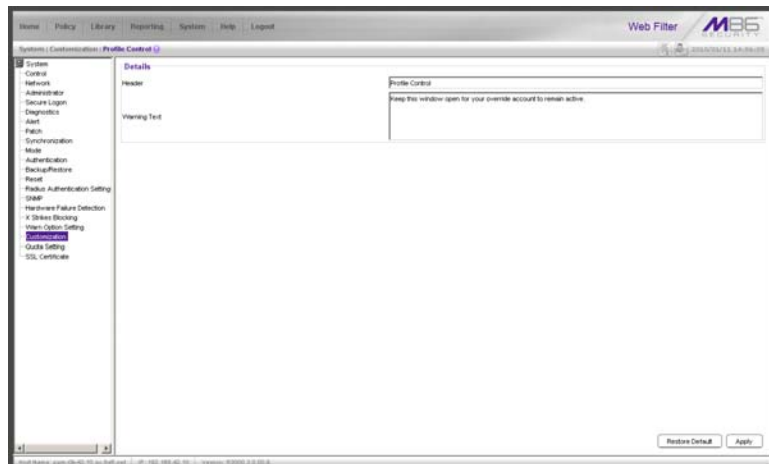 Home Policy Library Reporting System Help Logout
Web Filter
M86 SECURITY
System : Customization : Profile Control
System
Control
Network
Administrator
Secure Logon
Diagnostics
Alert
Patch
Synchronization
Mode
Authentication
Backup/Restore
Reset
Radius Authentication Setting
SNMP
Hardware Failure Detection
X Strikes Blocking
Warn Option Setting
Customization
Quota Setting
SSL Certificate
Details
Header
Profile Control
Warning Text
Keep this window open for your override account to remain active.
Restore Default Apply